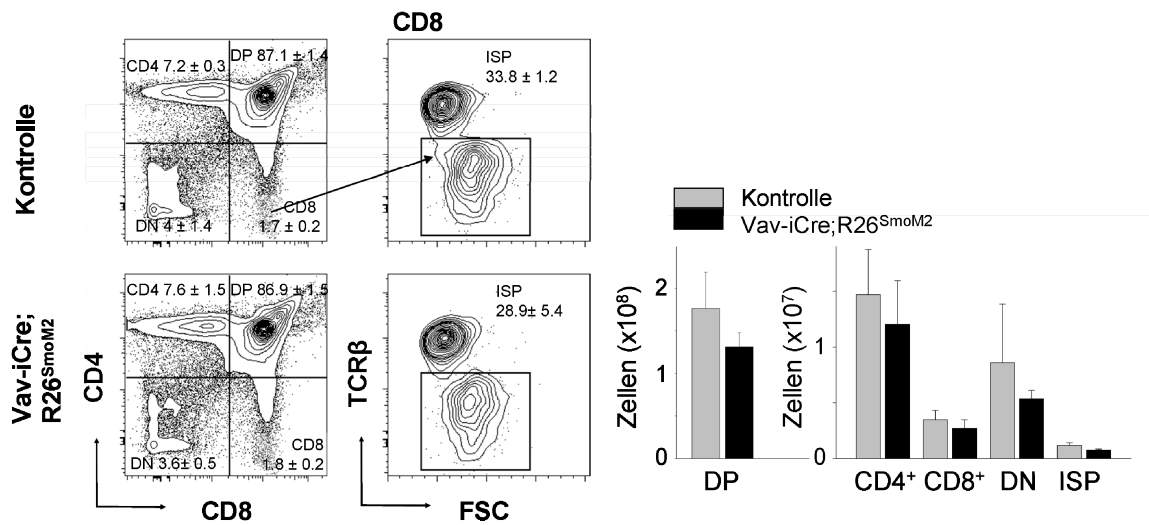 CD8
Kontrolle
CD4 7.2 ± 0.3
DP 87.1 ± 1.4
DN 4 ± 1.4
CD8
1.7 ± 0.2
ISP
33.8 ± 1.2
Vav-iCre;
R26SmoM2
CD4 7.6 ± 1.5
DP 86.9 ± 1.5
DN 3.6± 0.5
CD8
1.8 ± 0.2
ISP
28.9± 5.4
CD4
CD8
TCRβ
FSC
Kontrolle
Vav-iCre;R26SmoM2
Zellen (x10⁸)
2
1
0
DP
Zellen (x10⁷)
1
0
CD4⁺ CD8⁺ DN ISP